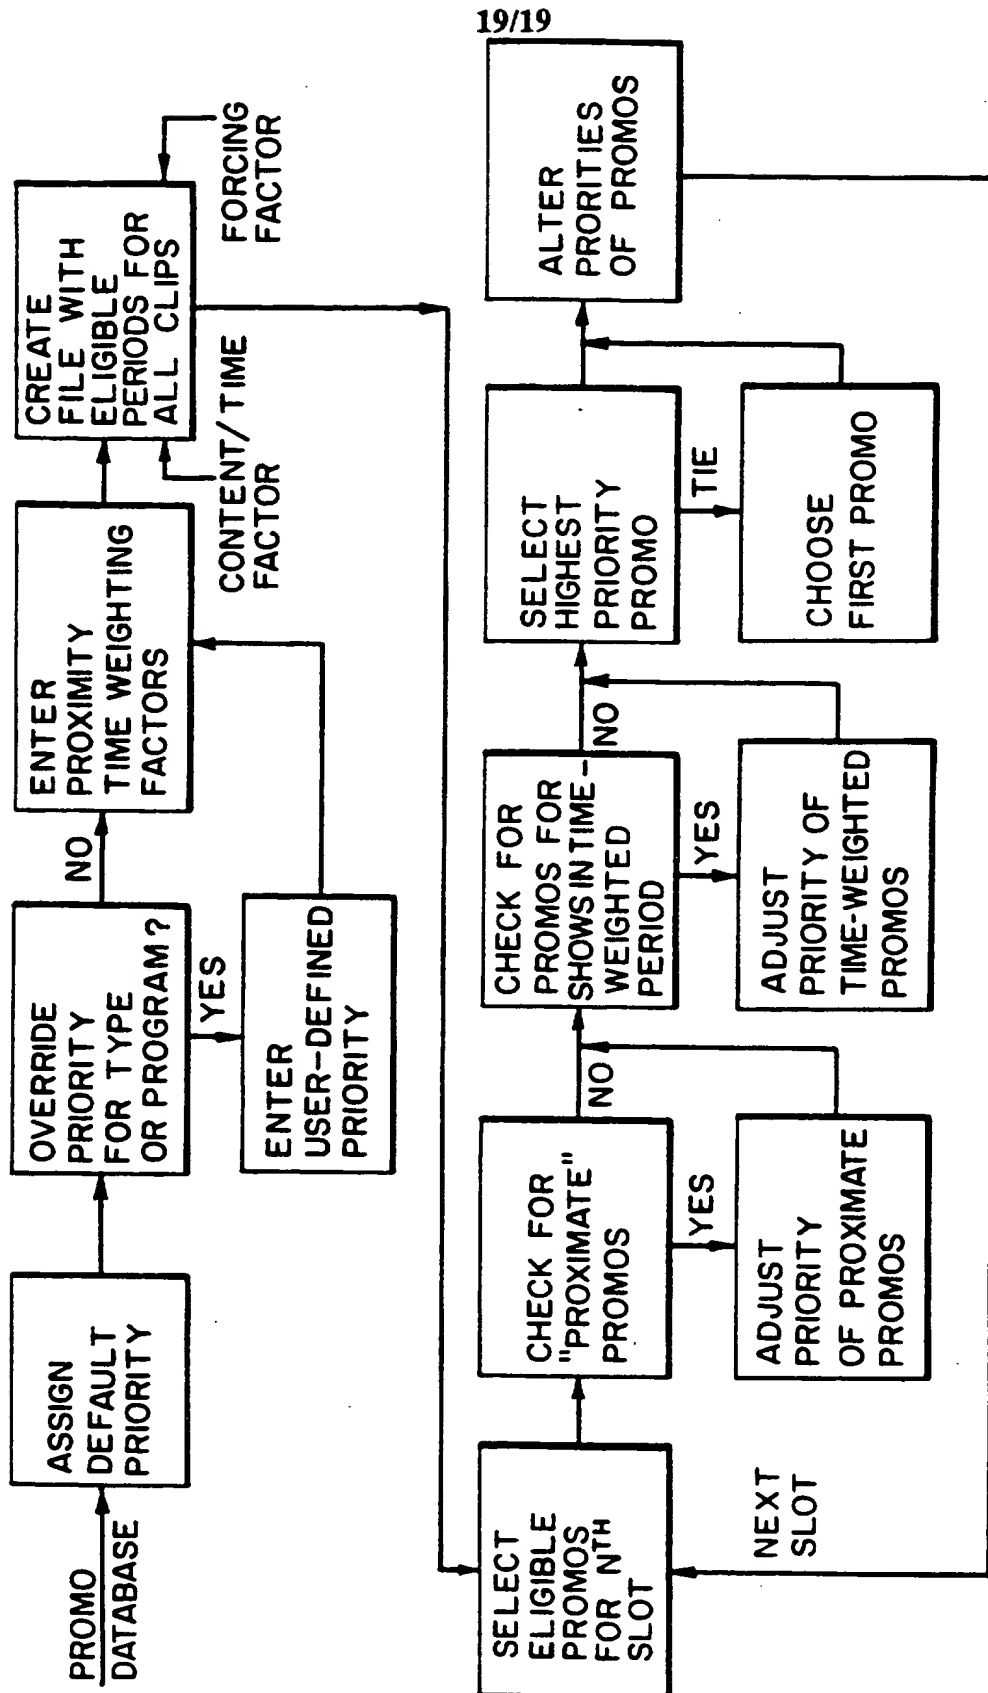 19/19
PROMO
DATABASE
ASSIGN
DEFAULT
PRIORITY
OVERRIDE
PRIORITY
FOR TYPE
OR PROGRAM?
NO
YES
ENTER
USER-DEFINED
PRIORITY
ENTER
PROXIMITY
TIME WEIGHTING
FACTORS
CREATE
FILE WITH
ELIGIBLE
PERIODS FOR
ALL CLIPS
CONTENT/TIME
FACTOR
FORCING
FACTOR
SELECT
ELIGIBLE
PROMOS
FOR NTH
SLOT
NEXT
SLOT
CHECK FOR
"PROXIMATE"
PROMOS
NO
YES
ADJUST
PRIORITY
OF PROXIMATE
PROMOS
CHECK FOR
PROMOS FOR
SHOWS IN TIME-
WEIGHTED
PERIOD
NO
YES
ADJUST
PRIORITY OF
TIME-WEIGHTED
PROMOS
SELECT
HIGHEST
PRIORITY
PROMO
TIE
CHOOSE
FIRST PROMO
ALTER
PRORITIES
OF PROMOS